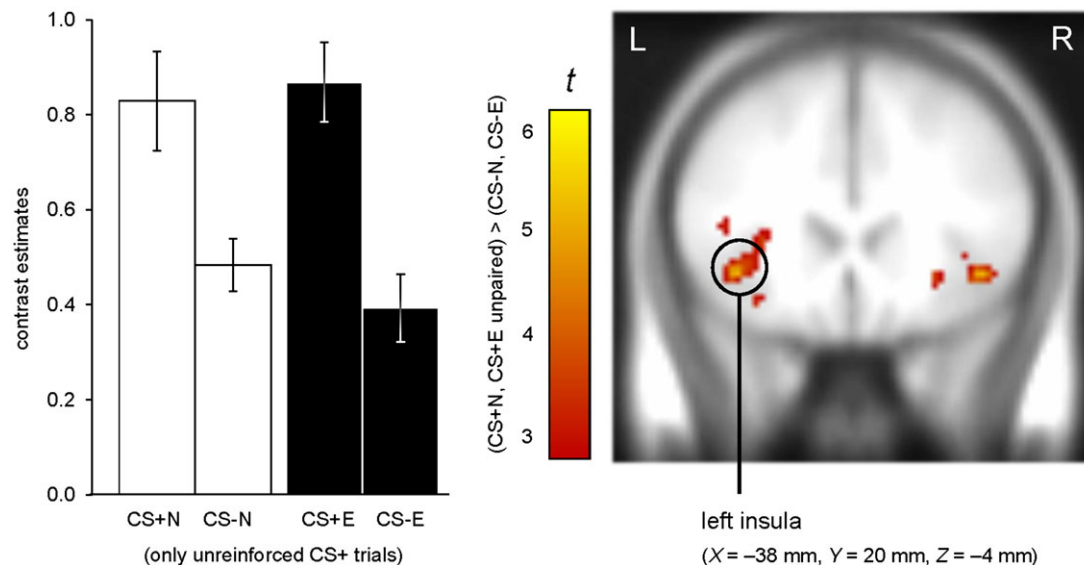 1.0
0.8
0.6
0.4
0.2
0.0
contrast estimates
CS+N CS-N CS+E CS-E
(only unreinforced CS+ trials)
(CS+N, CS+E unpaired) > (CS-N, CS-E)
t
6
5
4
3
L R
left insula
(X = –38 mm, Y = 20 mm, Z = –4 mm)